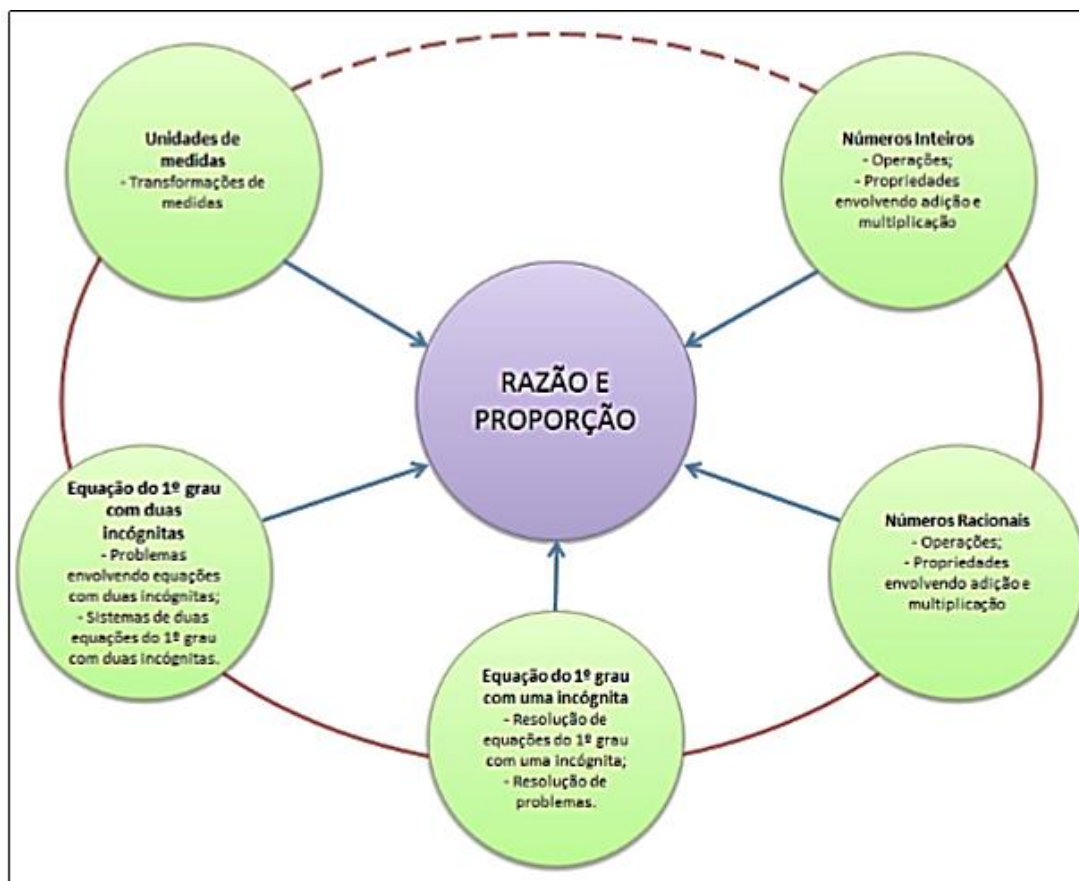 Unidades de
medidas
- Transformações de
medidas
Números Inteiros
- Operações;
- Propriedades
envolvendo adição e
multiplicação
RAZÃO E
PROPORÇÃO
Equação do 1º grau
com duas
incógnitas
- Problemas
envolvendo equações
com duas incógnitas;
- Sistemas de duas
equações do 1º grau
com duas incógnitas.
Números Racionais
- Operações;
- Propriedades
envolvendo adição e
multiplicação
Equação do 1º grau
com uma incógnita
- Resolução de
equações do 1º grau
com uma incógnita;
- Resolução de
problemas.